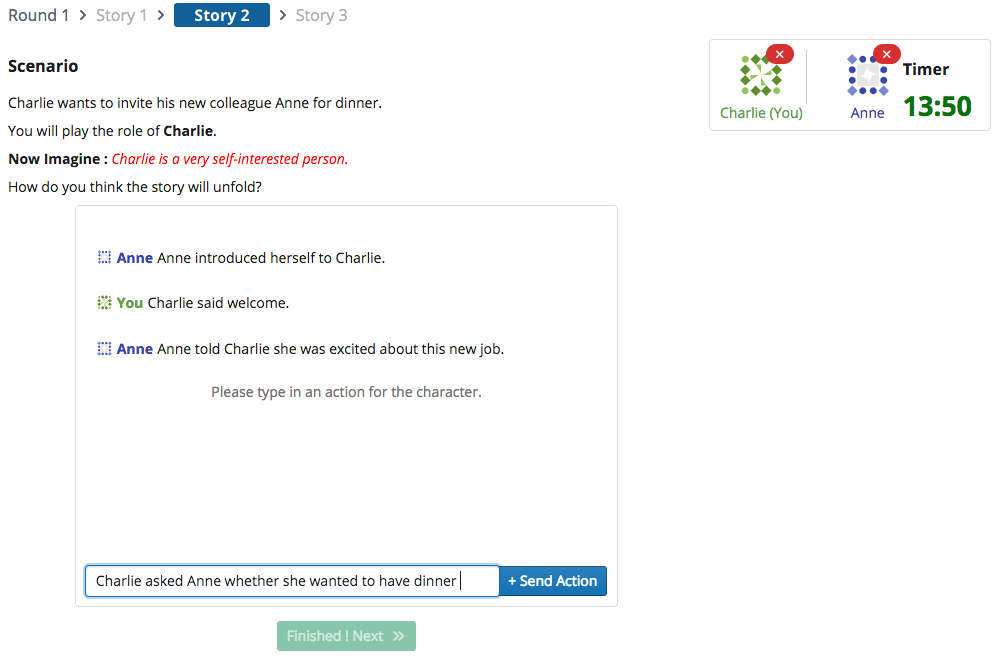 Round 1 > Story 1 > Story 2 > Story 3
Scenario
Charlie wants to invite his new colleague Anne for dinner.
You will play the role of Charlie.
Now Imagine : Charlie is a very self-interested person.
How do you think the story will unfold?
Charlie (You)
Anne
Timer
13:50
Anne Anne introduced herself to Charlie.
You Charlie said welcome.
Anne Anne told Charlie she was excited about this new job.
Please type in an action for the character.
Charlie asked Anne whether she wanted to have dinner
+ Send Action
Finished ! Next »